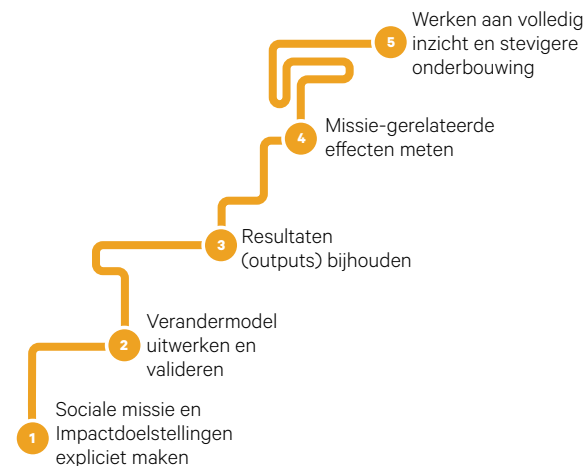 5
Werken aan volledig
inzicht en stevigere
onderbouwing
4
Missie-gerelateerde
effecten meten
3
Resultaten
(outputs) bijhouden
2
Verandermodel
uitwerken en
valideren
1
Sociale missie en
Impactdoelstellingen
expliciet maken